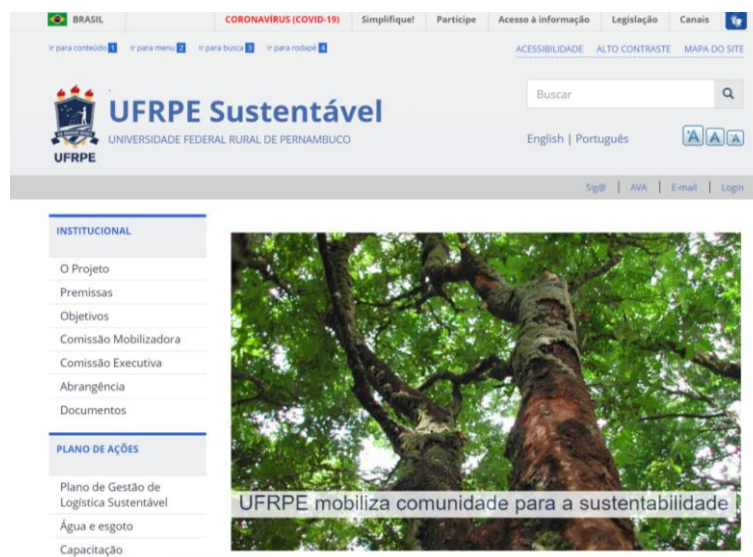 BRASIL CORONAVÍRUS (COVID-19) Simplifique! Participe Acesso à informação Legislação Canais
Ir para conteúdo 1 Ir para menu 2 Ir para busca 3 Ir para rodapé 4 ACESSIBILIDADE ALTO CONTRASTE MAPA DO SITE
Buscar
UFRPE Sustentável
UNIVERSIDADE FEDERAL RURAL DE PERNAMBUCO
UFRPE
English | Português A A A
Sig@ | AVA | E-mail | Login
INSTITUCIONAL
O Projeto
Premissas
Objetivos
Comissão Mobilizadora
Comissão Executiva
Abrangência
Documentos
PLANO DE AÇÕES
Plano de Gestão de
Logística Sustentável
Água e esgoto
Capacitação
UFRPE mobiliza comunidade para a sustentabilidade